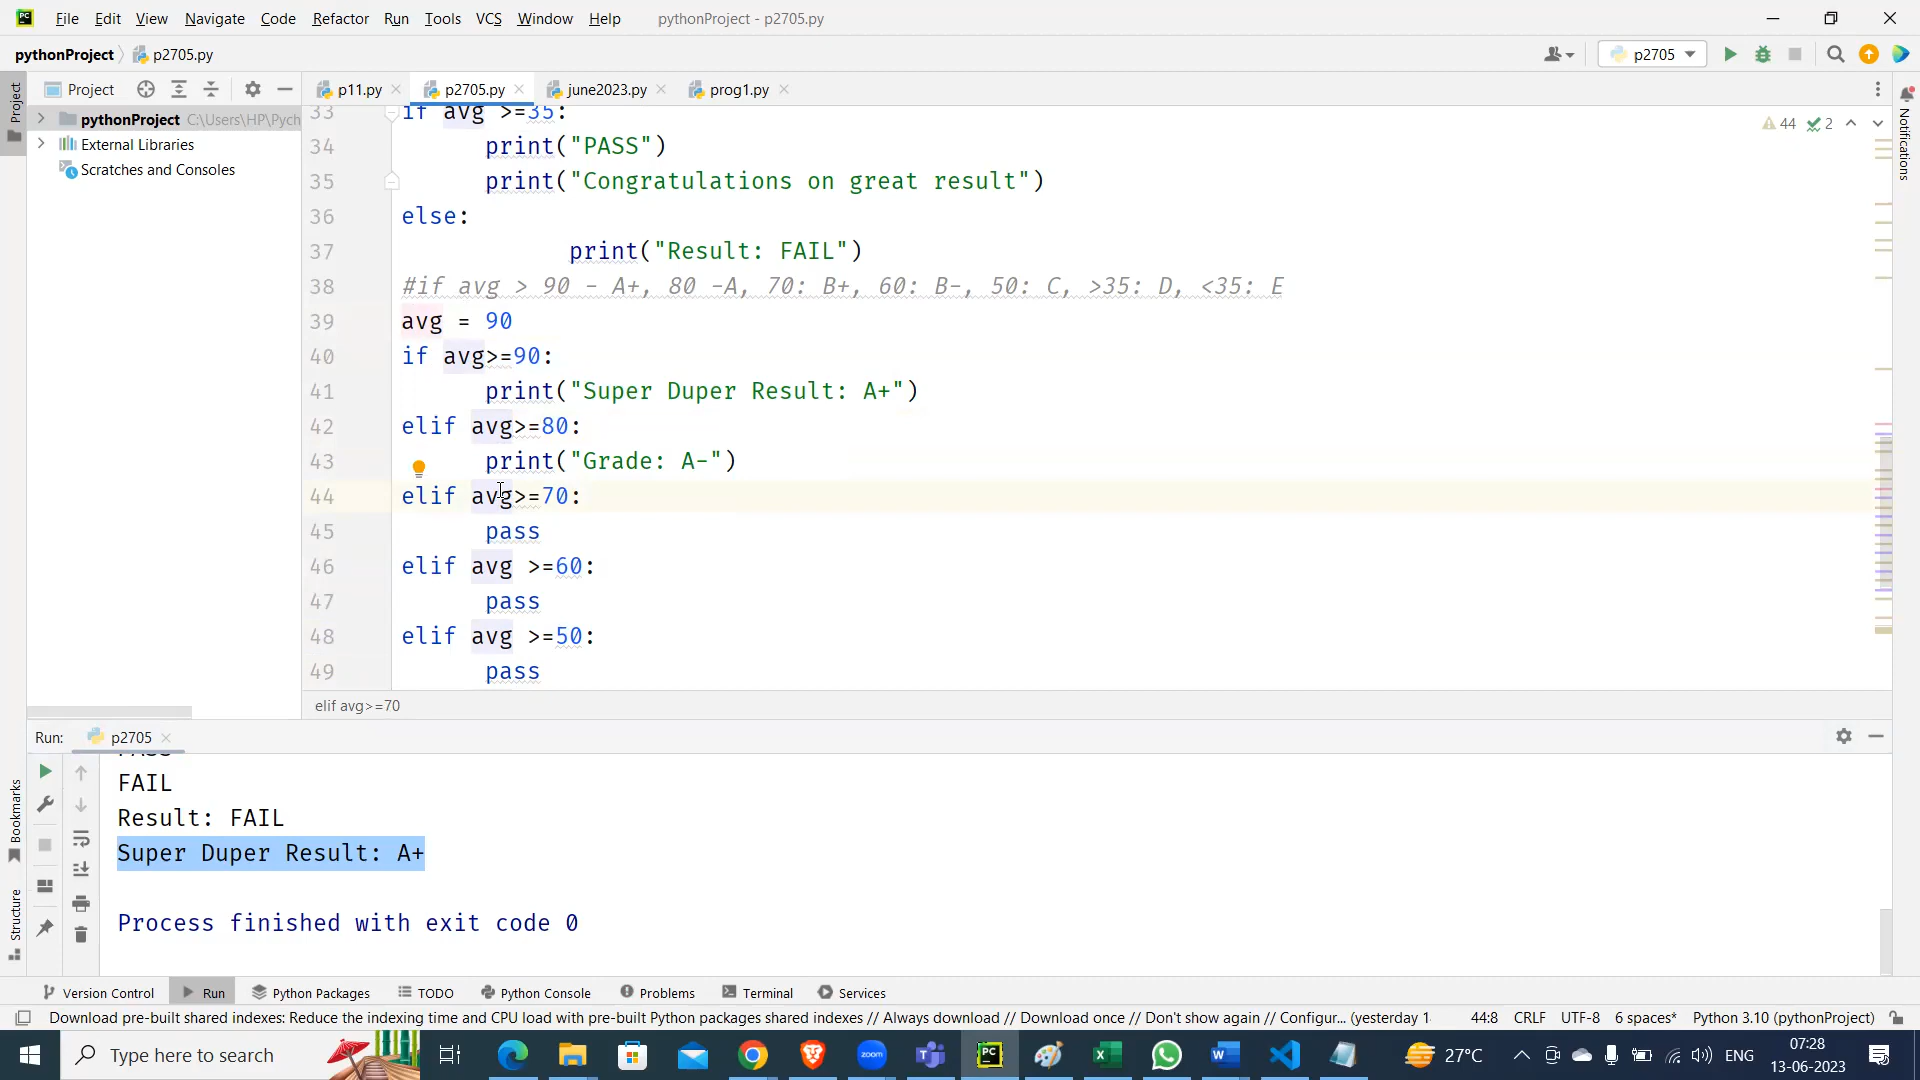 File Edit View Navigate Code Refactor Run Tools VCS Window Help pythonProject - p2705.py
pythonProject p2705.py p2705
Project p11.py p2705.py june2023.py prog1.py
pythonProject C:\Users\HP\Pych
External Libraries
Scratches and Consoles
44 2
33 if avg >=35:
34 print("PASS")
35 print("Congratulations on great result")
36 else:
37 print("Result: FAIL")
38 #if avg > 90 - A+, 80 -A, 70: B+, 60: B-, 50: C, >35: D, <35: E
39 avg = 90
40 if avg>=90:
41 print("Super Duper Result: A+")
42 elif avg>=80:
43 print("Grade: A-")
44 elif avg>=70:
45 pass
46 elif avg >=60:
47 pass
48 elif avg >=50:
49 pass
elif avg>=70
Project
Notifications
Bookmarks
Structure
Run: p2705
FAIL
Result: FAIL
Super Duper Result: A+
Process finished with exit code 0
Version Control Run Python Packages TODO Python Console Problems Terminal Services
Download pre-built shared indexes: Reduce the indexing time and CPU load with pre-built Python packages shared indexes // Always download // Download once // Don't show again // Configur... (yesterday 1- 44:8 CRLF UTF-8 6 spaces* Python 3.10 (pythonProject)
Type here to search zoom 27°C ENG 07:28
13-06-2023